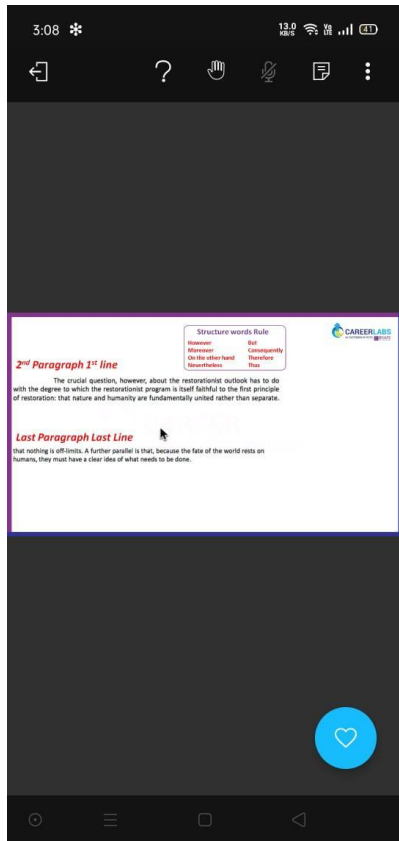 3:08
13.0 KB/S Vo LTE 41
CAREERLABS
Structure words Rule
However But
Moreover Consequently
On the other hand Therefore
Nevertheless Thus
2nd Paragraph 1st line
The crucial question, however, about the restorationist outlook has to do
with the degree to which the restorationist program is itself faithful to the first principle
of restoration: that nature and humanity are fundamentally united rather than separate.
Last Paragraph Last Line
that nothing is off-limits. A further parallel is that, because the fate of the world rests on
humans, they must have a clear idea of what needs to be done.